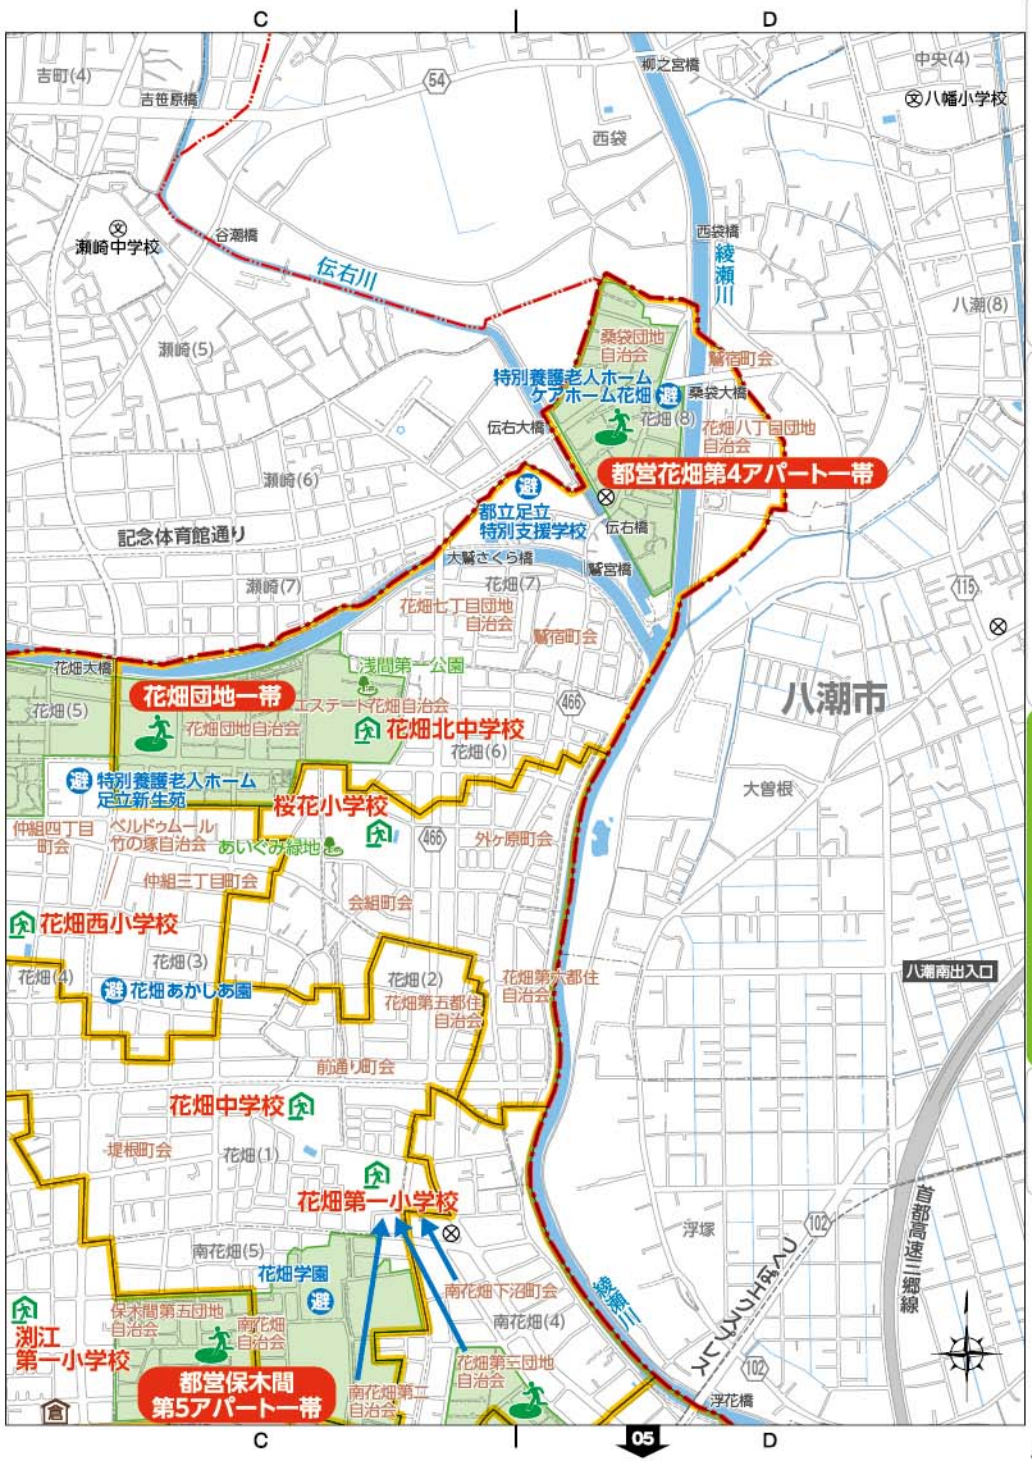 C
D
吉町(4)
54
柳之宮橋
中央(4)
吉笹原橋
文
八幡小学校
西袋
文
瀬崎中学校
谷潮橋
西袋橋
伝右川
綾瀬川
八潮(8)
瀬崎(5)
桑袋団地
自治会
鷲宿町会
特別養護老人ホーム
ケアホーム花畑
避
桑袋大橋
花畑(8)
伝右大橋
花畑八丁目団地
自治会
都営花畑第4アパート一帯
瀬崎(6)
避
都立足立
特別支援学校
伝右橋
記念体育館通り
大鷲さくら橋
鷲宮橋
瀬崎(7)
花畑(7)
115
花畑七丁目団地
自治会
鷲宿町会
花畑大橋
浅間第一公園
花畑団地一帯
八潮市
花畑(5)
エステート花畑自治会
466
花畑団地自治会
花畑北中学校
花畑(6)
避
特別養護老人ホーム
足立新生苑
大曽根
桜花小学校
仲組四丁目
町会
ベルドゥムール
竹の塚自治会
あいぐみ緑地
466
外ヶ原町会
仲組三丁目町会
会組町会
花畑西小学校
花畑(3)
花畑(4)
花畑(2)
花畑第六都住
自治会
八潮南出入口
避
花畑あかしあ園
花畑第五都住
自治会
前通り町会
花畑中学校
堤根町会
花畑(1)
花畑第一小学校
首都高速三郷線
102
浮塚
つくばエクスプレス
南花畑(5)
花畑学園
避
南花畑下沼町会
綾瀬川
保木間第五団地
自治会
南花畑
自治会
南花畑(4)
渕江
第一小学校
花畑第三団地
自治会
102
都営保木間
第5アパート一帯
南花畑第二
自治会
浮花橋
倉
C
05
D